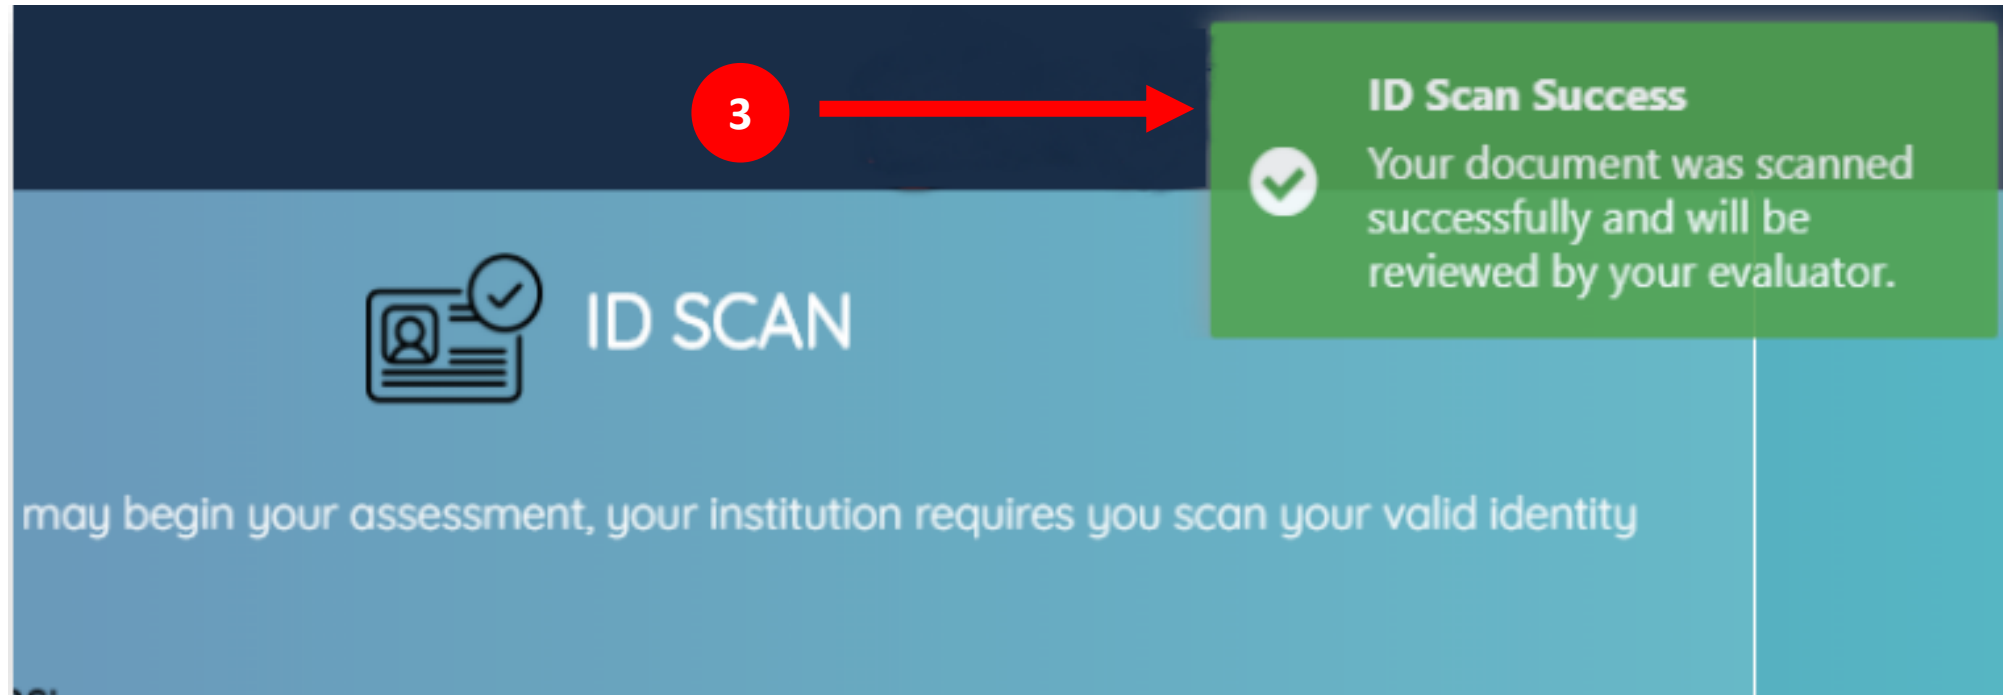 3
ID Scan Success
Your document was scanned
successfully and will be
reviewed by your evaluator.
ID SCAN
may begin your assessment, your institution requires you scan your valid identity